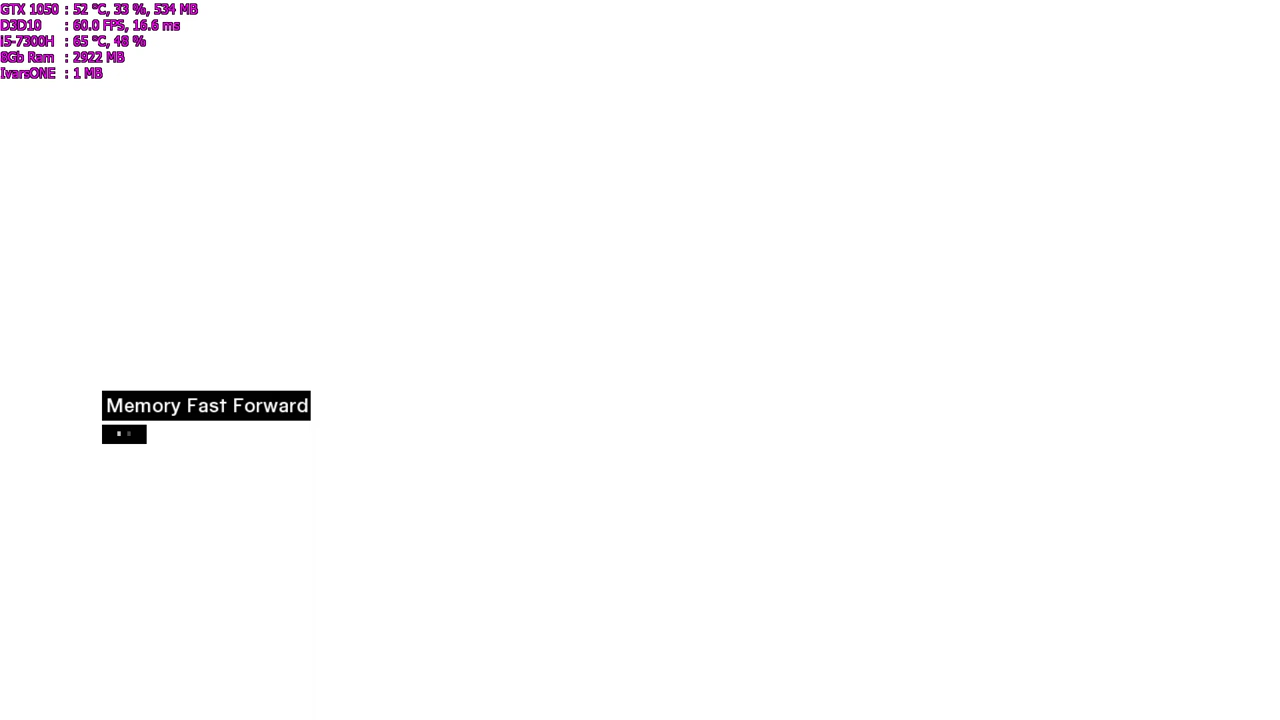 GTX 1050 : 52 °C, 33 %, 534 MB
D3D10 : 60.0 FPS, 16.6 ms
I5-7300H : 65 °C, 48 %
8Gb Ram : 2922 MB
IvarsONE : 1 MB
Memory Fast Forward